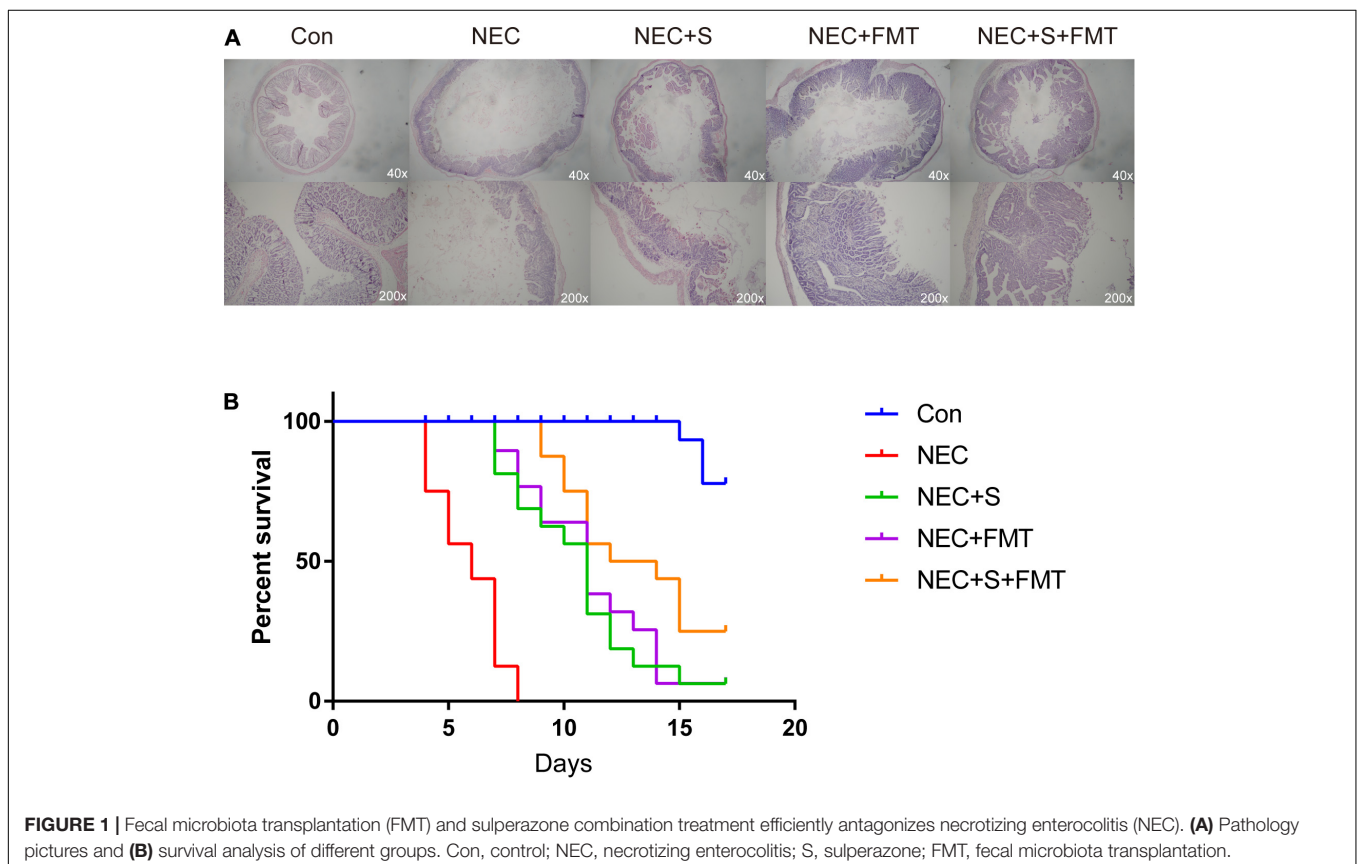 A
Con NEC NEC+S NEC+FMT NEC+S+FMT
40x 40x 40x 40x 40x
200x 200x 200x 200x 200x
B
Percent survival
100
50
0
0 5 10 15 20
Days
Con
NEC
NEC+S
NEC+FMT
NEC+S+FMT
FIGURE 1 | Fecal microbiota transplantation (FMT) and sulperazone combination treatment efficiently antagonizes necrotizing enterocolitis (NEC). (A) Pathology
pictures and (B) survival analysis of different groups. Con, control; NEC, necrotizing enterocolitis; S, sulperazone; FMT, fecal microbiota transplantation.